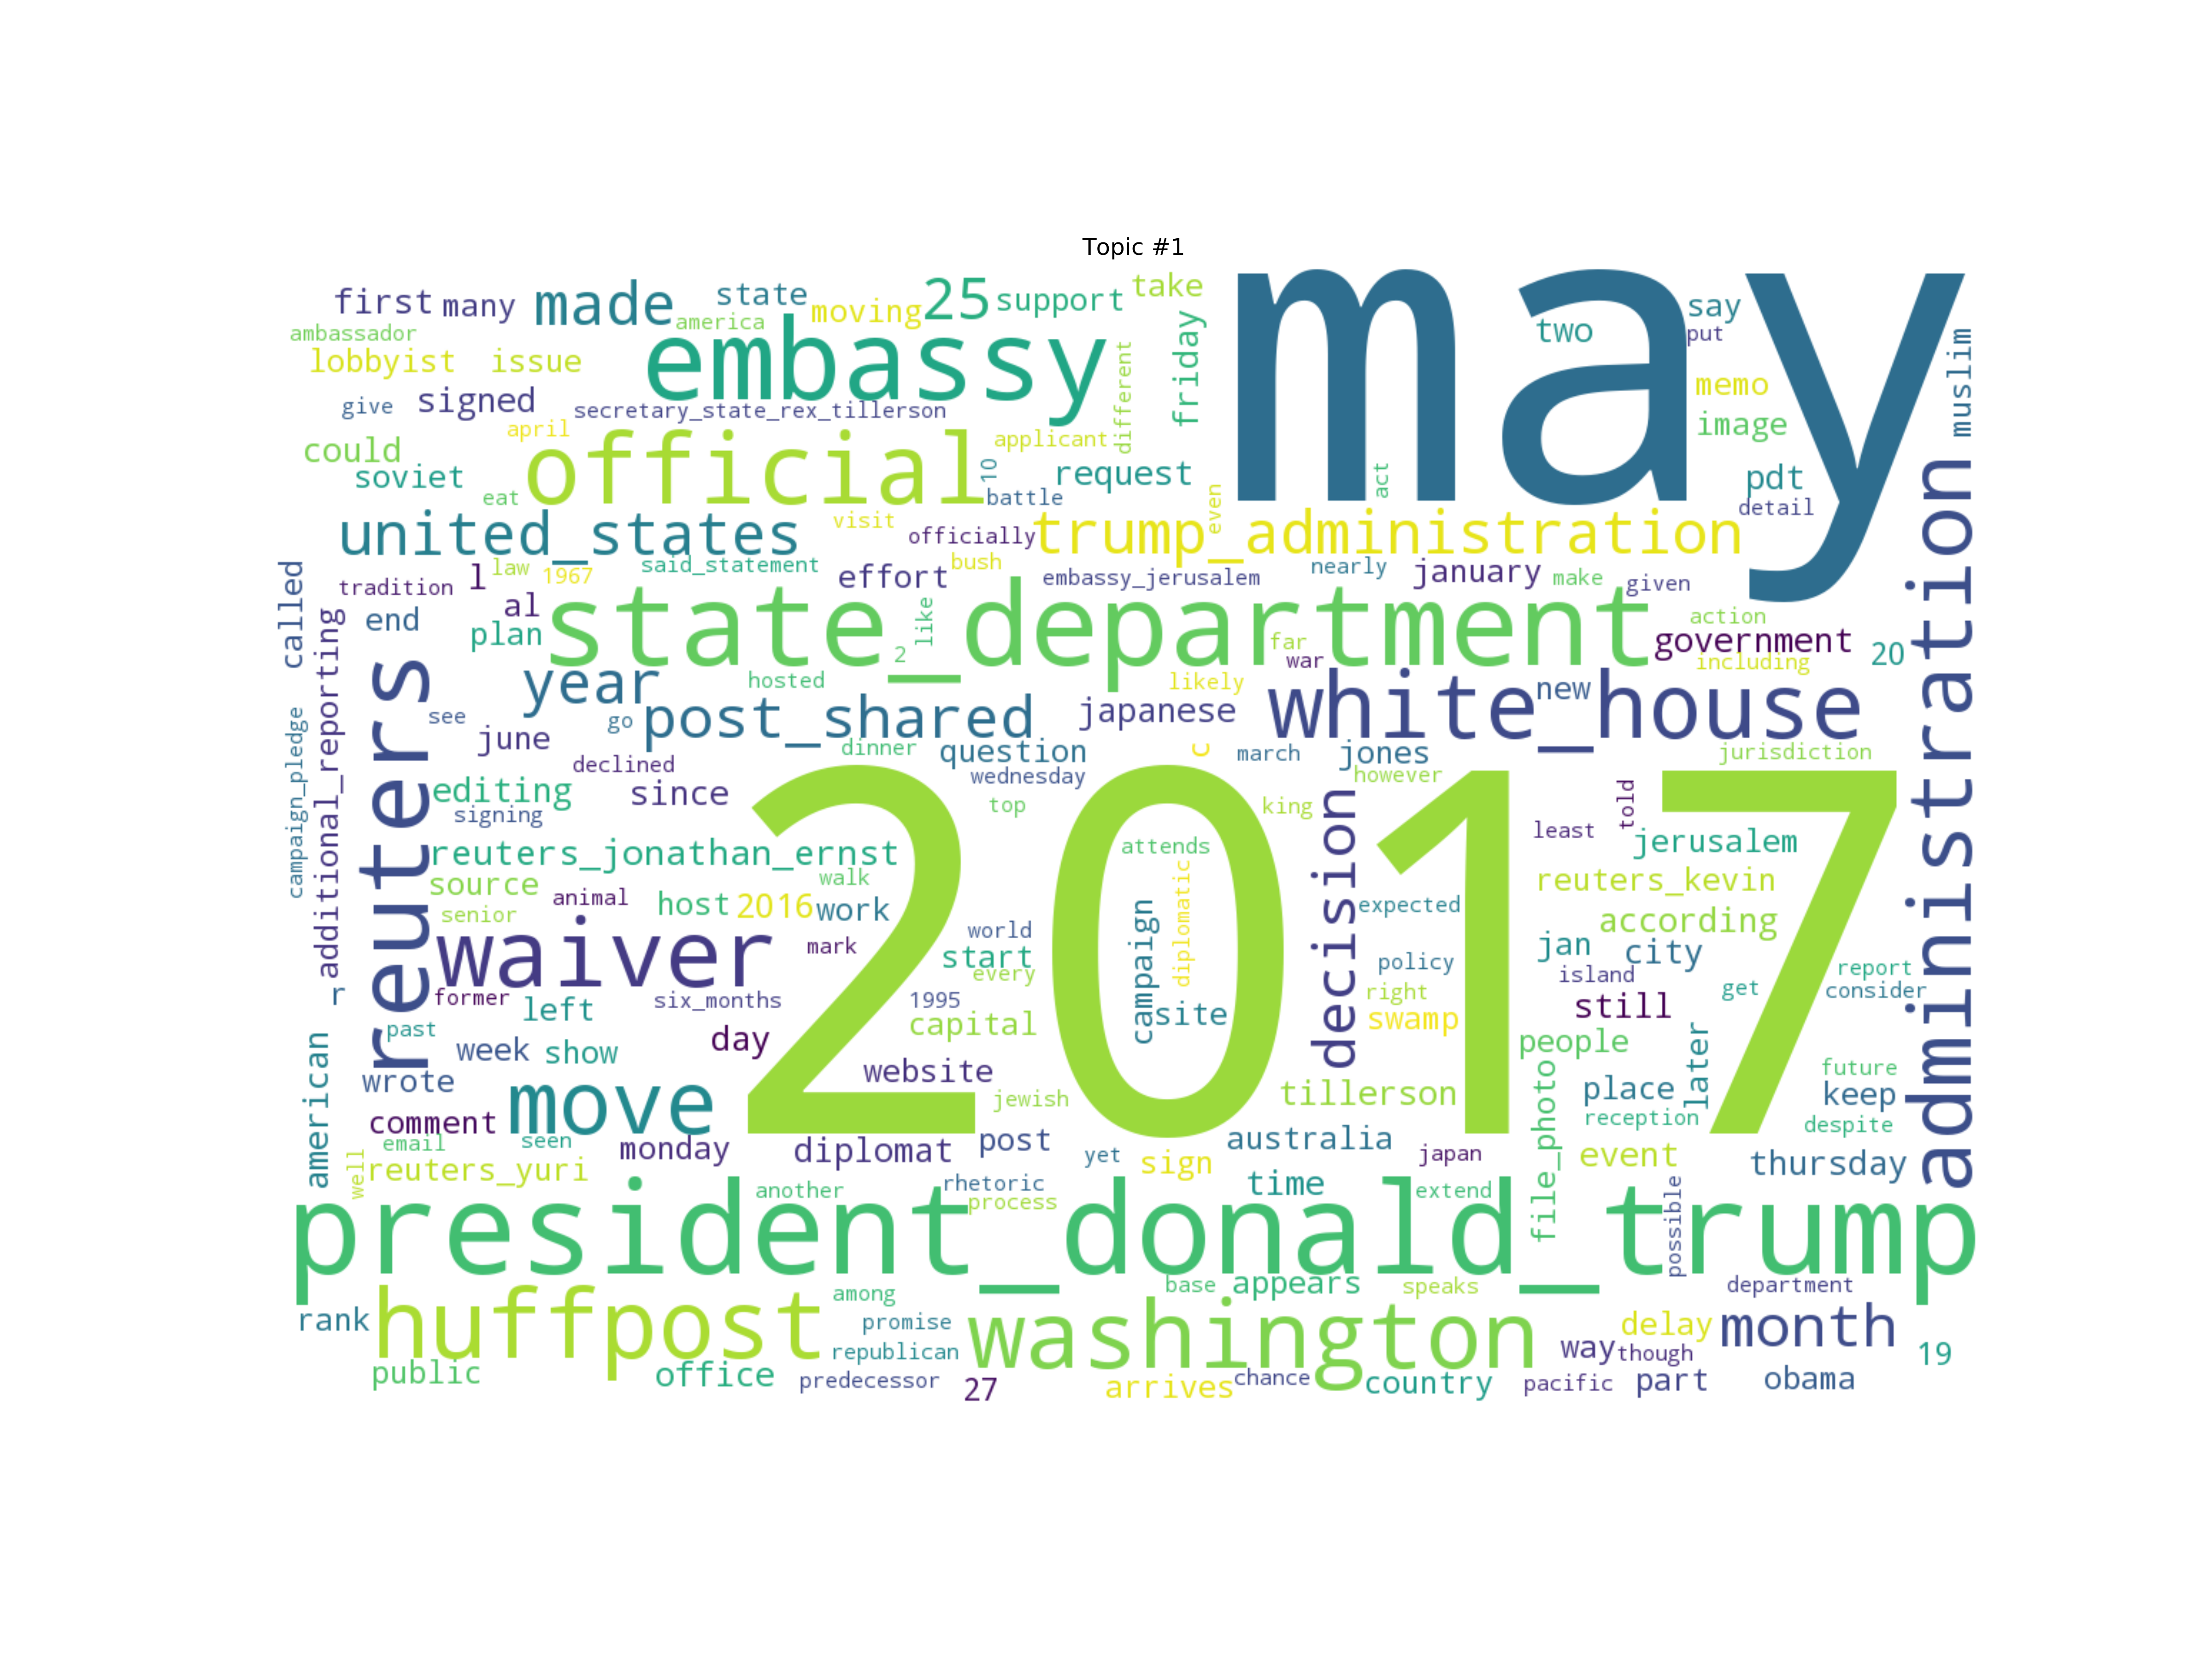 Topic #1
may
2017
president_donald_trump
state_department
embassy
official
administration
white_house
washington
huffpost
reuters
waiver
move
trump_administration
united_states
post_shared
decision
year
month
made
25
first
many
state
moving
support
take
america
ambassador
lobbyist
issue
give
signed
secretary_state_rex_tillerson
april
could
soviet
eat
10
applicant
different
friday
battle
request
act
two
say
put
memo
image
muslim
pdt
detail
visit
officially
even
said_statement
bush
law
1967
tradition
l
al
effort
embassy_jerusalem
nearly
january
make
given
action
government
including
20
called
additional_reporting
campaign_pledge
end
plan
2
like
far
war
likely
new
hosted
see
go
june
japanese
dinner
question
c
march
jones
jurisdiction
declined
wednesday
however
editing
since
signing
top
king
told
least
jerusalem
reuters_jonathan_ernst
attends
source
walk
animal
host
2016
work
senior
diplomatic
campaign
expected
reuters_kevin
according
mark
world
start
every
policy
jan
city
island
report
consider
r
former
left
six_months
1995
capital
site
right
swamp
still
get
past
week
show
day
people
later
american
wrote
website
tillerson
file_photo
place
future
keep
comment
jewish
reception
despite
email
seen
monday
diplomat
post
yet
sign
australia
japan
event
thursday
well
reuters_yuri
another
rhetoric
process
time
extend
possible
base
appears
speaks
department
rank
among
promise
delay
way
though
19
public
office
republican
predecessor
27
arrives
chance
country
pacific
part
obama